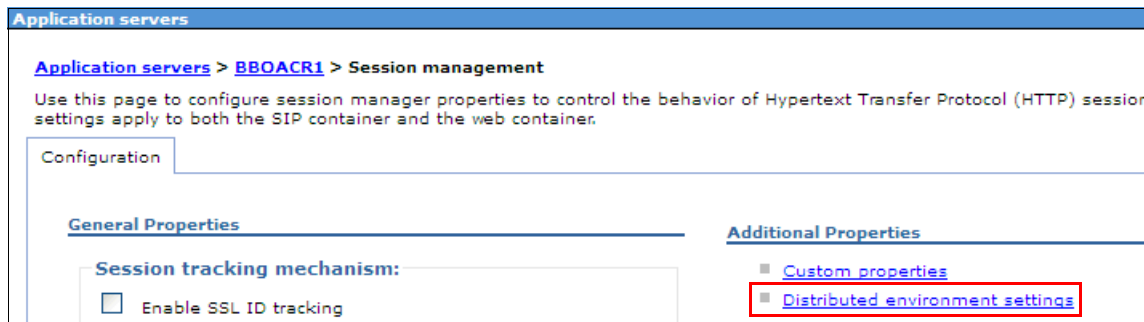 Application servers
Application servers > BBOACR1 > Session management
Use this page to configure session manager properties to control the behavior of Hypertext Transfer Protocol (HTTP) session
settings apply to both the SIP container and the web container.
Configuration
General Properties
Additional Properties
Session tracking mechanism:
Custom properties
Enable SSL ID tracking
Distributed environment settings